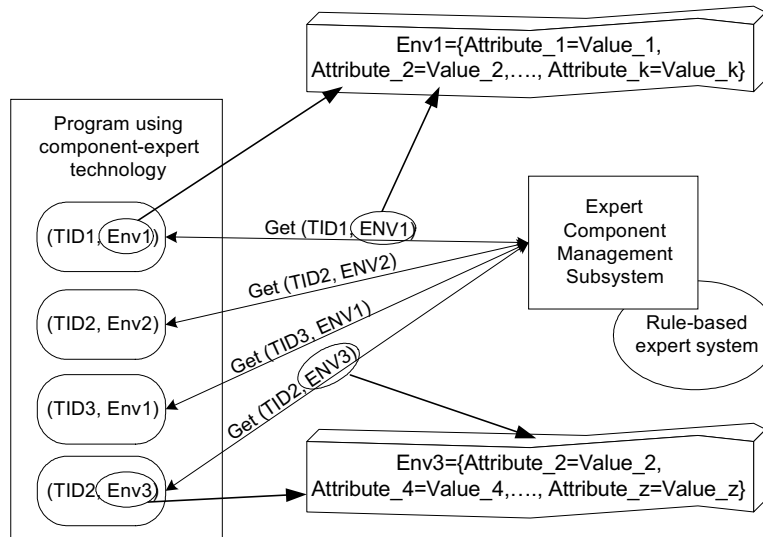 Env1={Attribute_1=Value_1,
Attribute_2=Value_2,...., Attribute_k=Value_k}
Program using
component-expert
technology
(TID1, Env1)
(TID2, Env2)
(TID3, Env1)
(TID2, Env3)
Get (TID1, ENV1)
Get (TID2, ENV2)
Get (TID3, ENV1)
Get (TID2, ENV3)
Expert
Component
Management
Subsystem
Rule-based
expert system
Env3={Attribute_2=Value_2,
Attribute_4=Value_4,...., Attribute_z=Value_z}